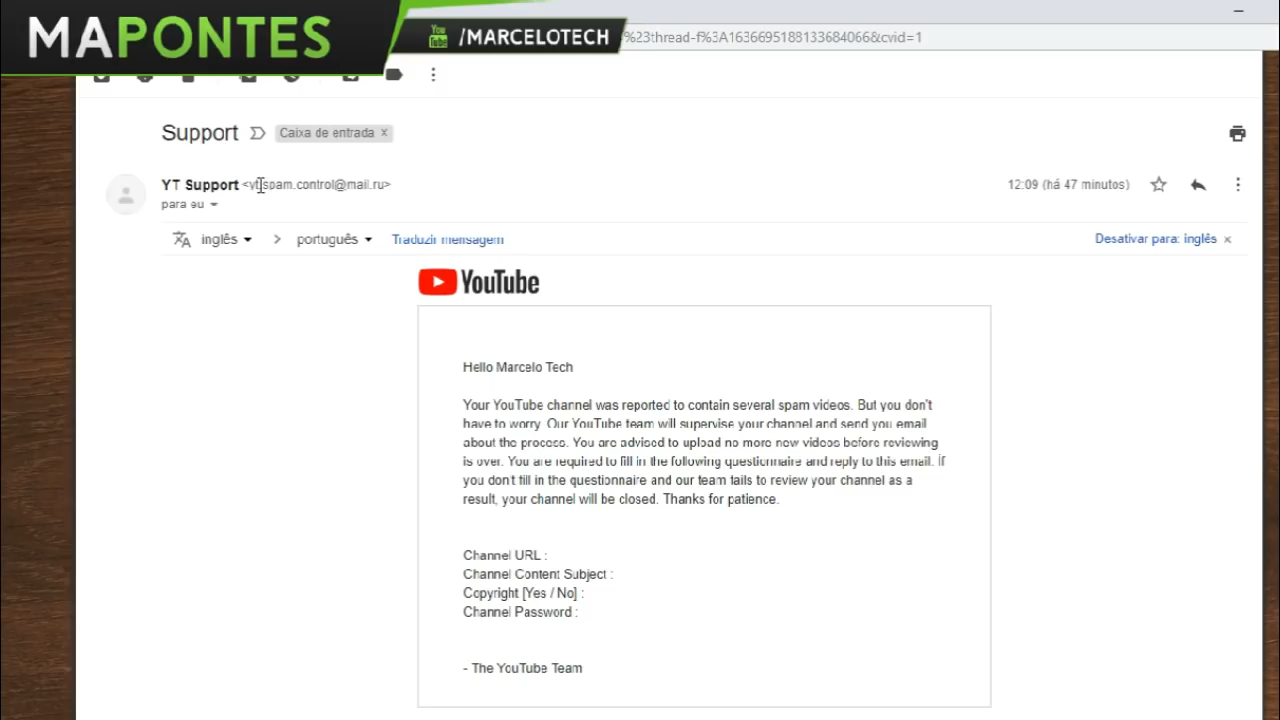 MAPONTES
You Tube /MARCELOTECH
%23thread-f%3A1636695188133684066&cvid=1
Support Caixa de entrada ×
YT Support <yt.spam.control@mail.ru> 12:09 (há 47 minutos)
para eu
inglês > português Traduzir mensagem Desativar para: inglês ×
YouTube
Hello Marcelo Tech
Your YouTube channel was reported to contain several spam videos. But you don't
have to worry. Our YouTube team will supervise your channel and send you email
about the process. You are advised to upload no more new videos before reviewing
is over. You are required to fill in the following questionnaire and reply to this email. İf
you don't fill in the questionnaire and our team fails to review your channel as a
result, your channel will be closed. Thanks for patience.
Channel URL :
Channel Content Subject :
Copyright [Yes / No] :
Channel Password :
- The YouTube Team